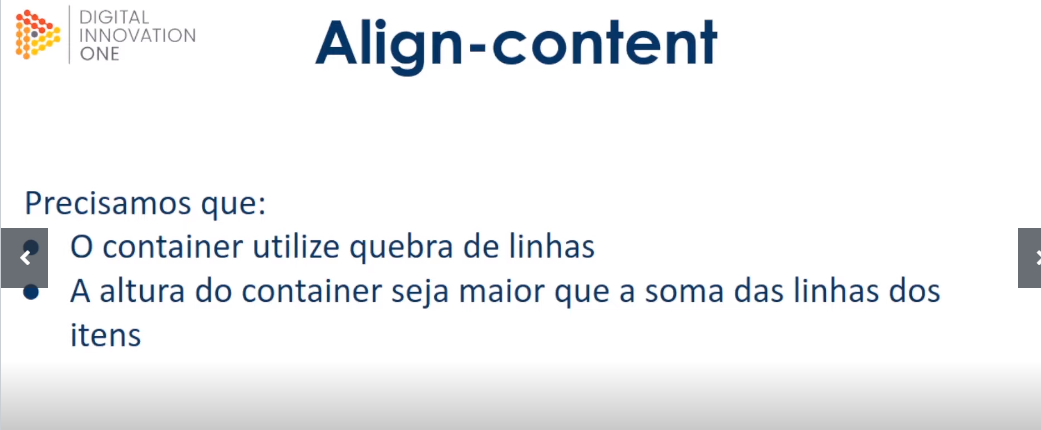 DIGITAL
INNOVATION
ONE
Align-content
Precisamos que:
O container utilize quebra de linhas
A altura do container seja maior que a soma das linhas dos
itens